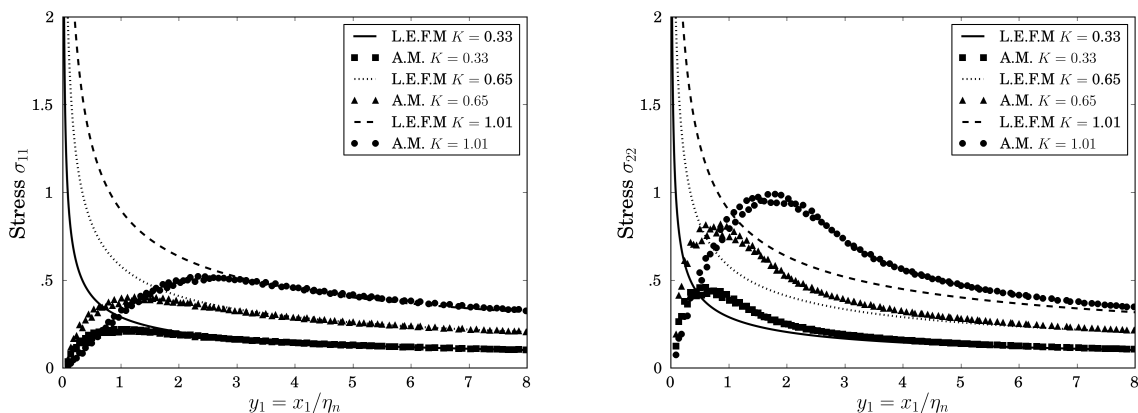 2
1.5
1
.5
0
Stress σ₁₁
L.E.F.M K = 0.33
A.M. K = 0.33
L.E.F.M K = 0.65
A.M. K = 0.65
L.E.F.M K = 1.01
A.M. K = 1.01
0 1 2 3 4 5 6 7 8
y₁ = x₁/ηₙ
2
1.5
1
.5
0
Stress σ₂₂
L.E.F.M K = 0.33
A.M. K = 0.33
L.E.F.M K = 0.65
A.M. K = 0.65
L.E.F.M K = 1.01
A.M. K = 1.01
0 1 2 3 4 5 6 7 8
y₁ = x₁/ηₙ